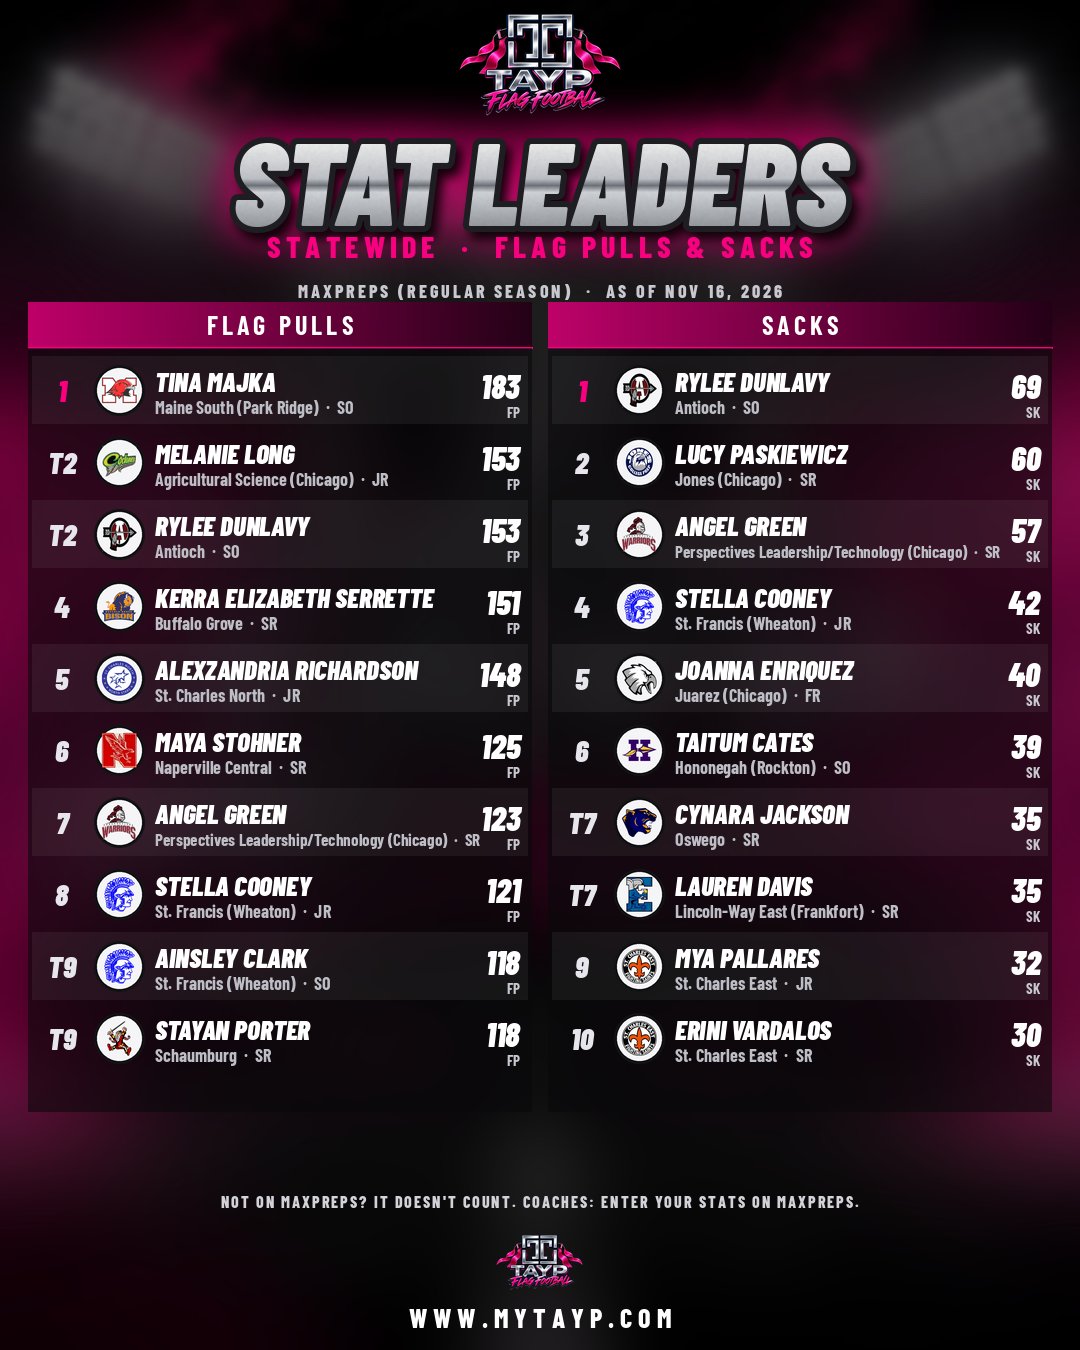 TAYP
FLAG FOOTBALL
STAT LEADERS
STATEWIDE · FLAG PULLS & SACKS
MAXPREPS (REGULAR SEASON) · AS OF NOV 16, 2026
FLAG PULLS
1 TINA MAJKA 183
Maine South (Park Ridge) · SO FP
T2 MELANIE LONG 153
Agricultural Science (Chicago) · JR FP
T2 RYLEE DUNLAVY 153
Antioch · SO FP
4 KERRA ELIZABETH SERRETTE 151
Buffalo Grove · SR FP
5 ALEXZANDRIA RICHARDSON 148
St. Charles North · JR FP
6 MAYA STOHNER 125
Naperville Central · SR FP
7 ANGEL GREEN 123
Perspectives Leadership/Technology (Chicago) · SR FP
8 STELLA COONEY 121
St. Francis (Wheaton) · JR FP
T9 AINSLEY CLARK 118
St. Francis (Wheaton) · SO FP
T9 STAYAN PORTER 118
Schaumburg · SR FP
SACKS
1 RYLEE DUNLAVY 69
Antioch · SO SK
2 LUCY PASKIEWICZ 60
Jones (Chicago) · SR SK
3 ANGEL GREEN 57
Perspectives Leadership/Technology (Chicago) · SR SK
4 STELLA COONEY 42
St. Francis (Wheaton) · JR SK
5 JOANNA ENRIQUEZ 40
Juarez (Chicago) · FR SK
6 TAITUM CATES 39
Hononegah (Rockton) · SO SK
T7 CYNARA JACKSON 35
Oswego · SR SK
T7 LAUREN DAVIS 35
Lincoln-Way East (Frankfort) · SR SK
9 MYA PALLARES 32
St. Charles East · JR SK
10 ERINI VARDALOS 30
St. Charles East · SR SK
NOT ON MAXPREPS? IT DOESN'T COUNT. COACHES: ENTER YOUR STATS ON MAXPREPS.
TAYP
FLAG FOOTBALL
WWW.MYTAYP.COM